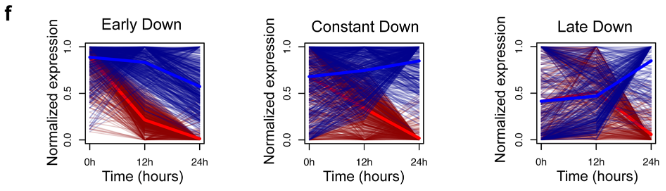 f
Early Down
Constant Down
Late Down
Normalized expression
1.0
0.5
0.0
0h
12h
24h
Time (hours)
Normalized expression
1.0
0.5
0.0
0h
12h
24h
Time (hours)
Normalized expression
1.0
0.5
0.0
0h
12h
24h
Time (hours)